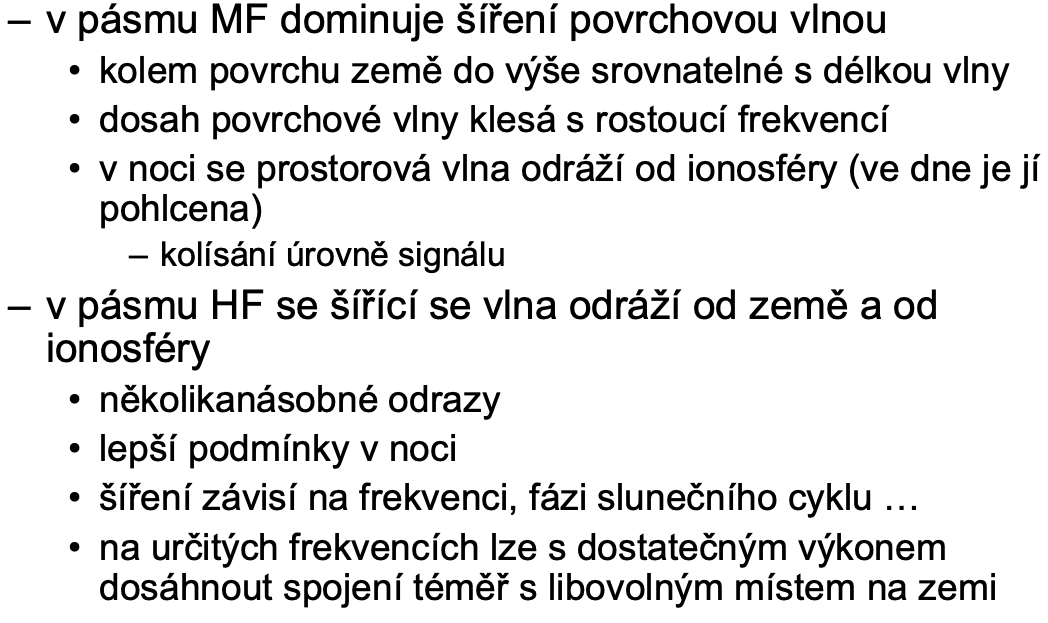 – v pásmu MF dominuje šíření povrchovou vlnou
• kolem povrchu země do výše srovnatelné s délkou vlny
• dosah povrchové vlny klesá s rostoucí frekvencí
• v noci se prostorová vlna odráží od ionosféry (ve dne je jí
pohlcena)
– kolísání úrovně signálu
– v pásmu HF se šířící se vlna odráží od země a od
ionosféry
• několikanásobné odrazy
• lepší podmínky v noci
• šíření závisí na frekvenci, fázi slunečního cyklu …
• na určitých frekvencích lze s dostatečným výkonem
dosáhnout spojení téměř s libovolným místem na zemi